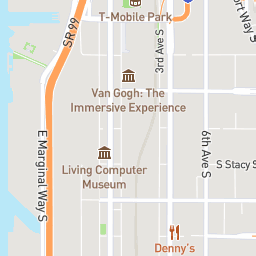 T-Mobile Park
SR 99
3rd Ave S
Van Gogh: The
Immersive Experience
E Marginal Way S
6th Ave S
S Stacy S
Living Computer
Museum
Denny's